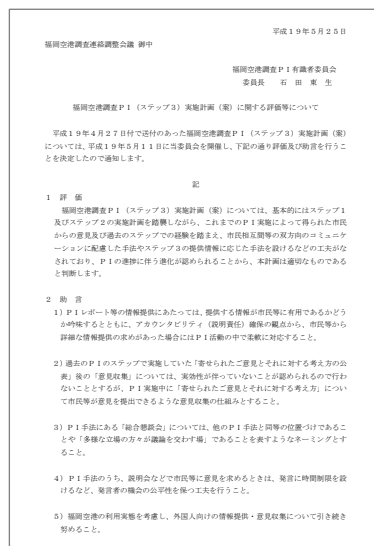 平成１９年５月２５日
福岡空港調査連絡調整会議 御中
福岡空港調査ＰＩ有識者委員会
委員長　石　田　東　生
福岡空港調査ＰＩ（ステップ３）実施計画（案）に関する評価等について
平成１９年４月２７日付で送付のあった福岡空港調査ＰＩ（ステップ３）実施計画（案）
については、平成１９年５月１１日に当委員会を開催し、下記の通り評価及び助言を行うこ
とを決定したので通知します。
記
１　評　価
福岡空港調査ＰＩ（ステップ３）実施計画（案）については、基本的にはステップ１
及びステップ２の実施計画を踏襲しながら、これまでのＰＩ実施によって得られた市民
からの意見及び過去のステップでの経験を踏まえ、市民相互間等の双方向のコミュニケ
ーションに配慮した手法やステップ３の提供情報に応じた手法を設けるなどの工夫がな
されており、ＰＩの進捗に伴う進化が認められることから、本計画は適切なものである
と判断します。
２　助　言
１）ＰＩレポート等の情報提供にあたっては、提供する情報が市民等に有用であるかどう
か吟味するとともに、アカウンタビリティ（説明責任）確保の観点から、市民等から
詳細な情報提供の求めがあった場合にはＰＩ活動の中で柔軟に対応すること。
２）過去のＰＩのステップで実施していた「寄せられたご意見とそれに対する考え方の公
表」後の「意見収集」については、実効性が伴っていないことが認められるので行わ
ないこととするが、ＰＩ実施中に「寄せられたご意見とそれに対する考え方」につい
て市民等が意見を提出できるような意見収集の仕組みとすること。
３）ＰＩ手法にある「総合懇談会」については、他のＰＩ手法と同等の位置づけであるこ
とや「多様な立場の方々が議論を交わす場」であることを表すようなネーミングとす
ること。
４）ＰＩ手法のうち、説明会などで市民等に意見を求めるときは、発言に時間制限を設
けるなど、発言者の機会の公平性を保つ工夫を行うこと。
５）福岡空港の利用実態を考慮し、外国人向けの情報提供・意見収集について引き続き
努めること。